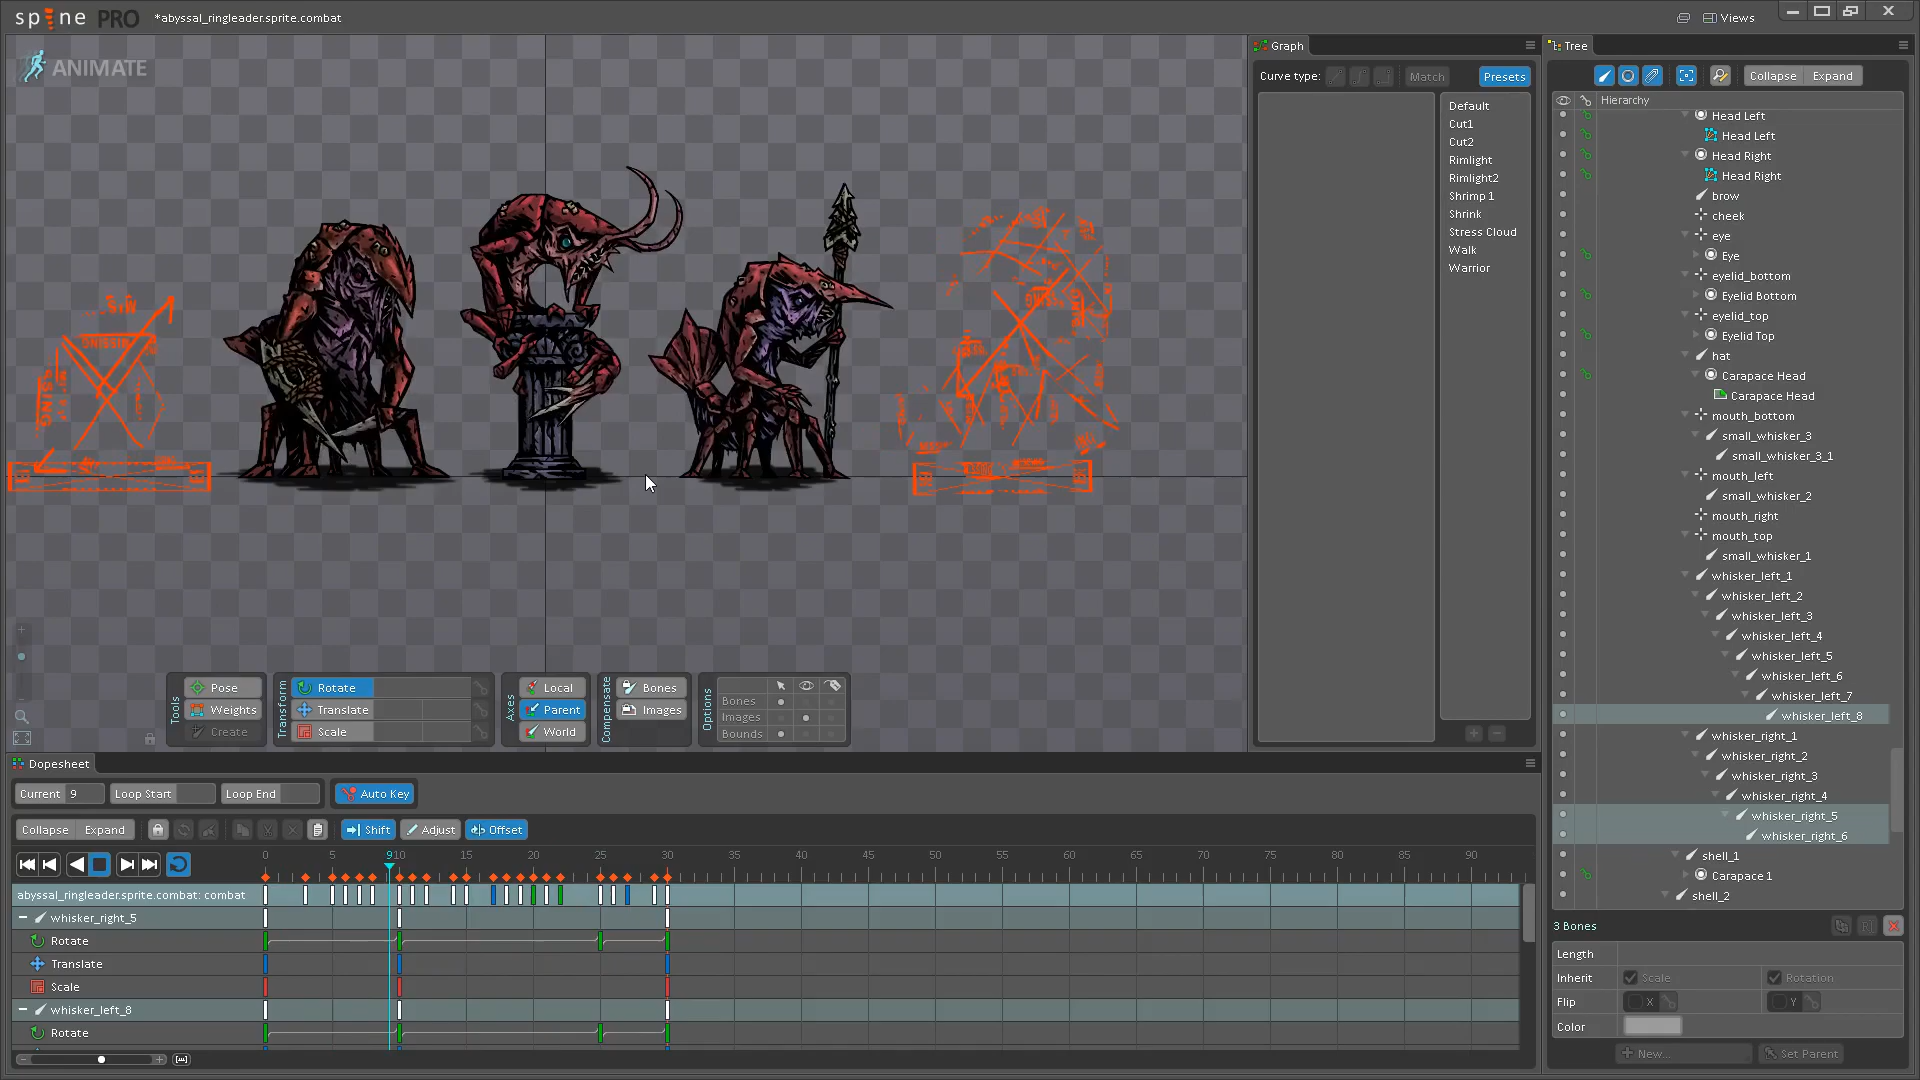 spine PRO *abyssal_ringleader.sprite.combat Views
ANIMATE
Graph
Curve type: Match Presets
Default
Cut1
Cut2
Rimlight
Rimlight2
Shrimp 1
Shrink
Stress Cloud
Walk
Warrior
Tree
Collapse Expand
Hierarchy
Head Left
Head Left
Head Right
Head Right
brow
cheek
eye
Eye
eyelid_bottom
Eyelid Bottom
eyelid_top
Eyelid Top
hat
Carapace Head
Carapace Head
mouth_bottom
small_whisker_3
small_whisker_3_1
mouth_left
small_whisker_2
mouth_right
mouth_top
small_whisker_1
whisker_left_1
whisker_left_2
whisker_left_3
whisker_left_4
whisker_left_5
whisker_left_6
whisker_left_7
whisker_left_8
whisker_right_1
whisker_right_2
whisker_right_3
whisker_right_4
whisker_right_5
whisker_right_6
shell_1
Carapace 1
shell_2
3 Bones
Length
Inherit Scale Rotation
Flip X Y
Color
New... Set Parent
Tools
Pose
Weights
Create
Transform
Rotate
Translate
Scale
Axes
Local
Parent
World
Compensate
Bones
Images
Options
Bones
Images
Bounds
Dopesheet
Current 9 Loop Start Loop End Auto Key
Collapse Expand Shift Adjust Offset
0 5 9 10 15 20 25 30 35 40 45 50 55 60 65 70 75 80 85 90
abyssal_ringleader.sprite.combat: combat
whisker_right_5
Rotate
Translate
Scale
whisker_left_8
Rotate